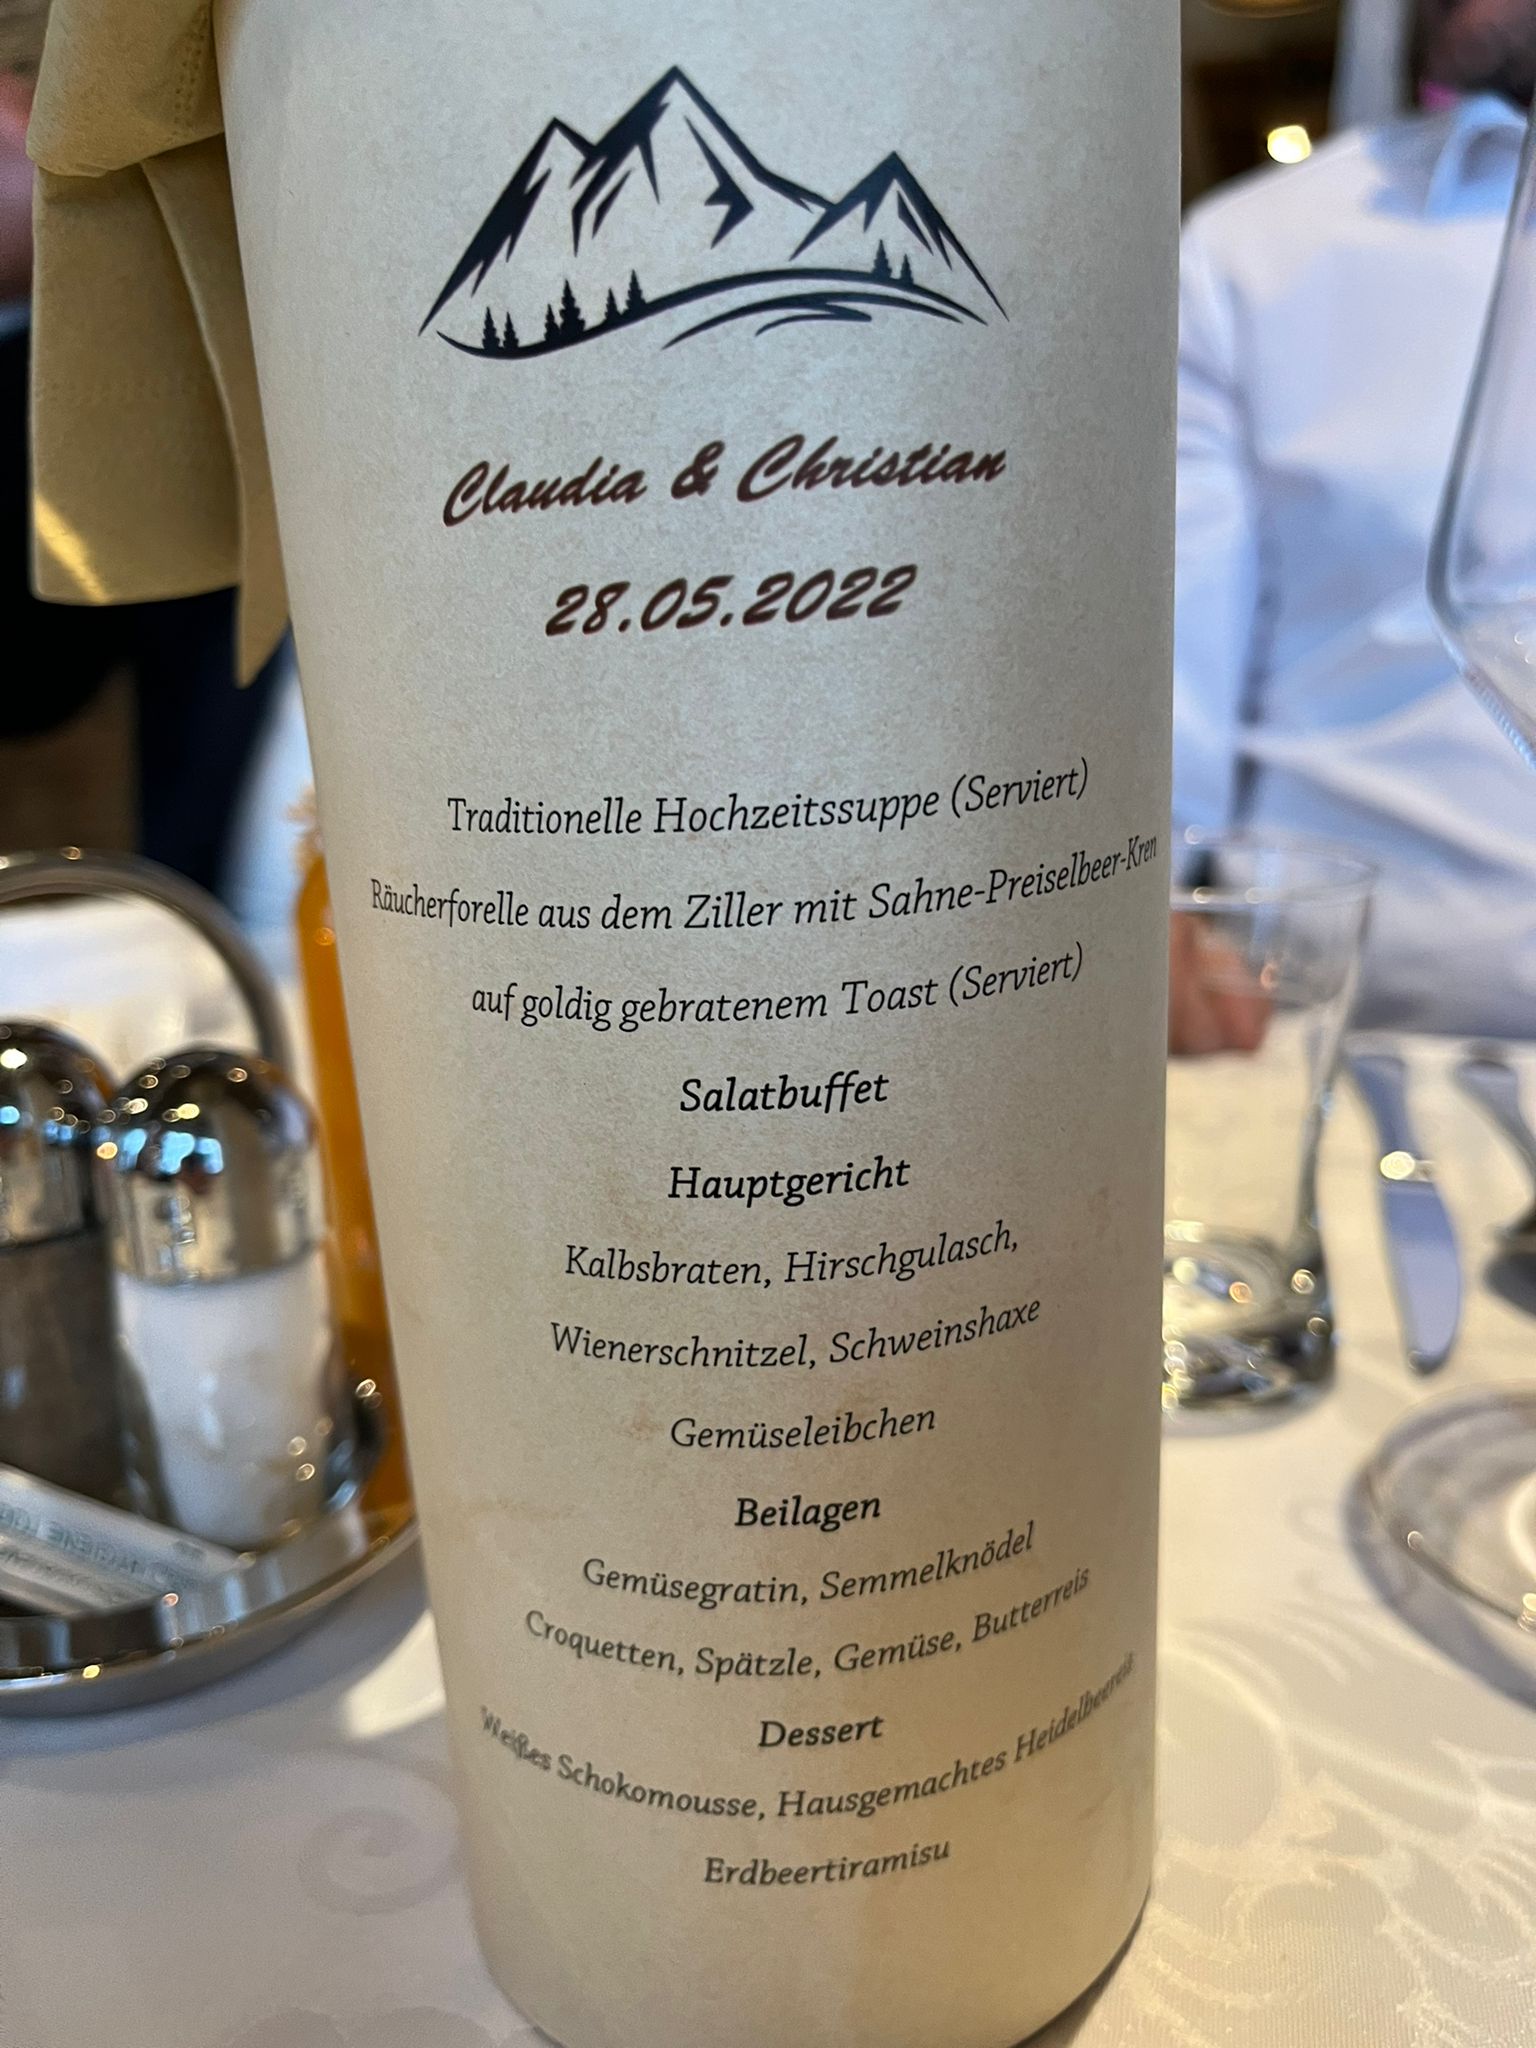 Claudia & Christian
28.05.2022
Traditionelle Hochzeitssuppe (Serviert)
Räucherforelle aus dem Ziller mit Sahne-Preiselbeer-Kren
auf goldig gebratenem Toast (Serviert)
Salatbuffet
Hauptgericht
Kalbsbraten, Hirschgulasch,
Wienerschnitzel, Schweinshaxe
Gemüseleibchen
Beilagen
Gemüsegratin, Semmelknödel
Croquetten, Spätzle, Gemüse, Butterreis
Dessert
Weißes Schokomousse, Hausgemachtes Heidelbeereis
Erdbeertiramisu